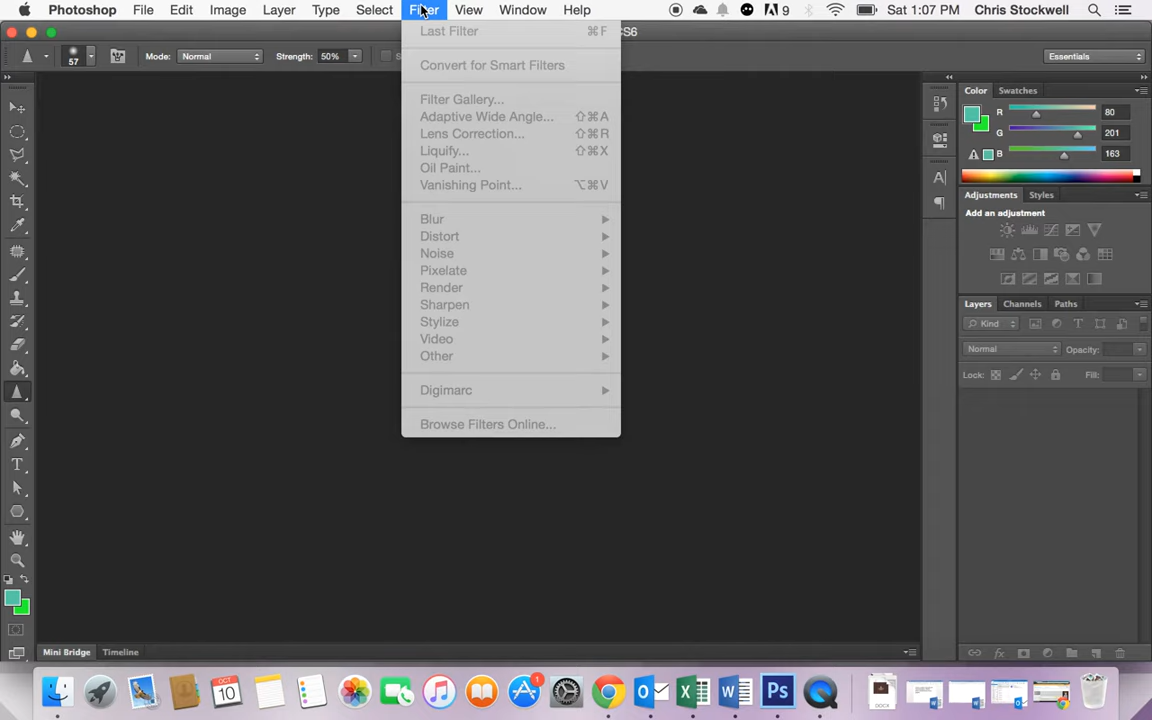 Photoshop File Edit Image Layer Type Select Filter View Window Help 9 Sat 1:07 PM Chris Stockwell
CS6
57 Mode: Normal Strength: 50% Essentials
Last Filter ⌘F
Convert for Smart Filters
Filter Gallery...
Adaptive Wide Angle... ⇧⌘A
Lens Correction... ⇧⌘R
Liquify... ⇧⌘X
Oil Paint...
Vanishing Point... ⌥⌘V
Blur
Distort
Noise
Pixelate
Render
Sharpen
Stylize
Video
Other
Digimarc
Browse Filters Online...
Color Swatches
R 80
G 201
B 163
Adjustments Styles
Add an adjustment
Layers Channels Paths
Kind
Normal Opacity:
Lock: Fill:
Mini Bridge Timeline
OCT
10
1
Ps
DOCX